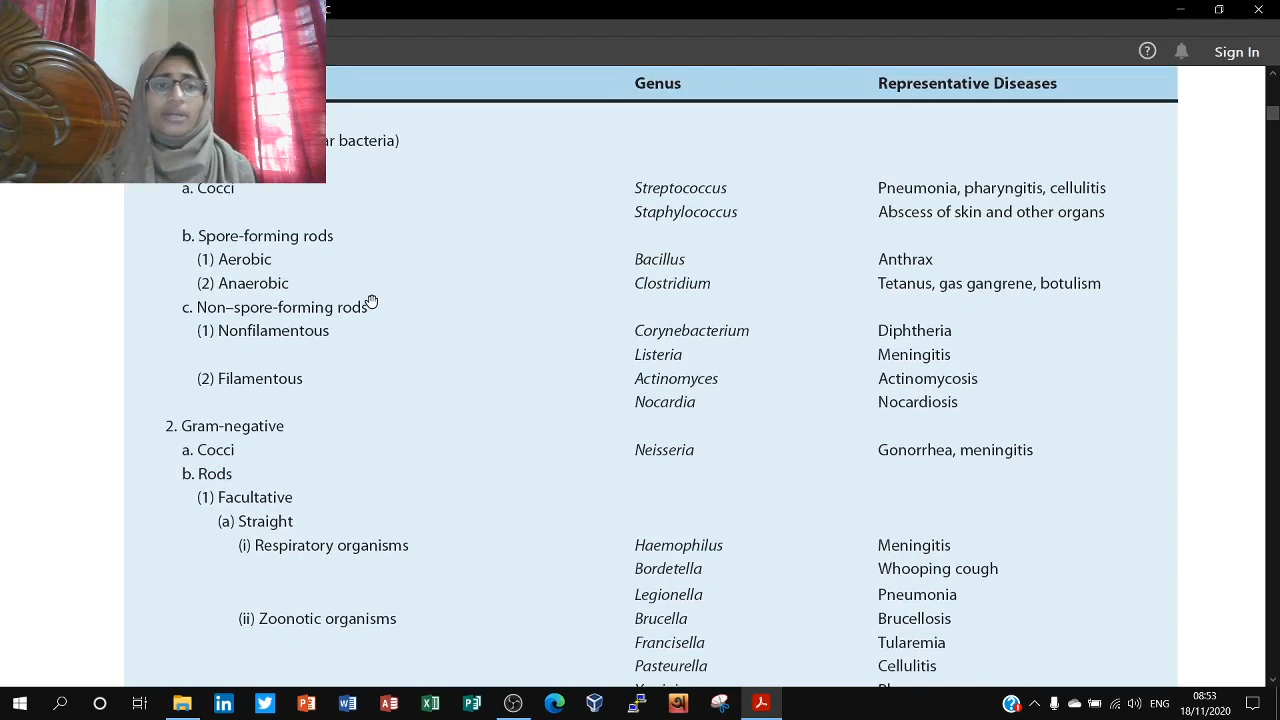 Sign In
Genus Representative Diseases
ar bacteria)
a. Cocci Streptococcus Pneumonia, pharyngitis, cellulitis
Staphylococcus Abscess of skin and other organs
b. Spore-forming rods
(1) Aerobic Bacillus Anthrax
(2) Anaerobic Clostridium Tetanus, gas gangrene, botulism
c. Non–spore-forming rods
(1) Nonfilamentous Corynebacterium Diphtheria
Listeria Meningitis
(2) Filamentous Actinomyces Actinomycosis
Nocardia Nocardiosis
2. Gram-negative
a. Cocci Neisseria Gonorrhea, meningitis
b. Rods
(1) Facultative
(a) Straight
(i) Respiratory organisms Haemophilus Meningitis
Bordetella Whooping cough
Legionella Pneumonia
(ii) Zoonotic organisms Brucella Brucellosis
Francisella Tularemia
Pasteurella Cellulitis
ENG
08:53
18/11/2020